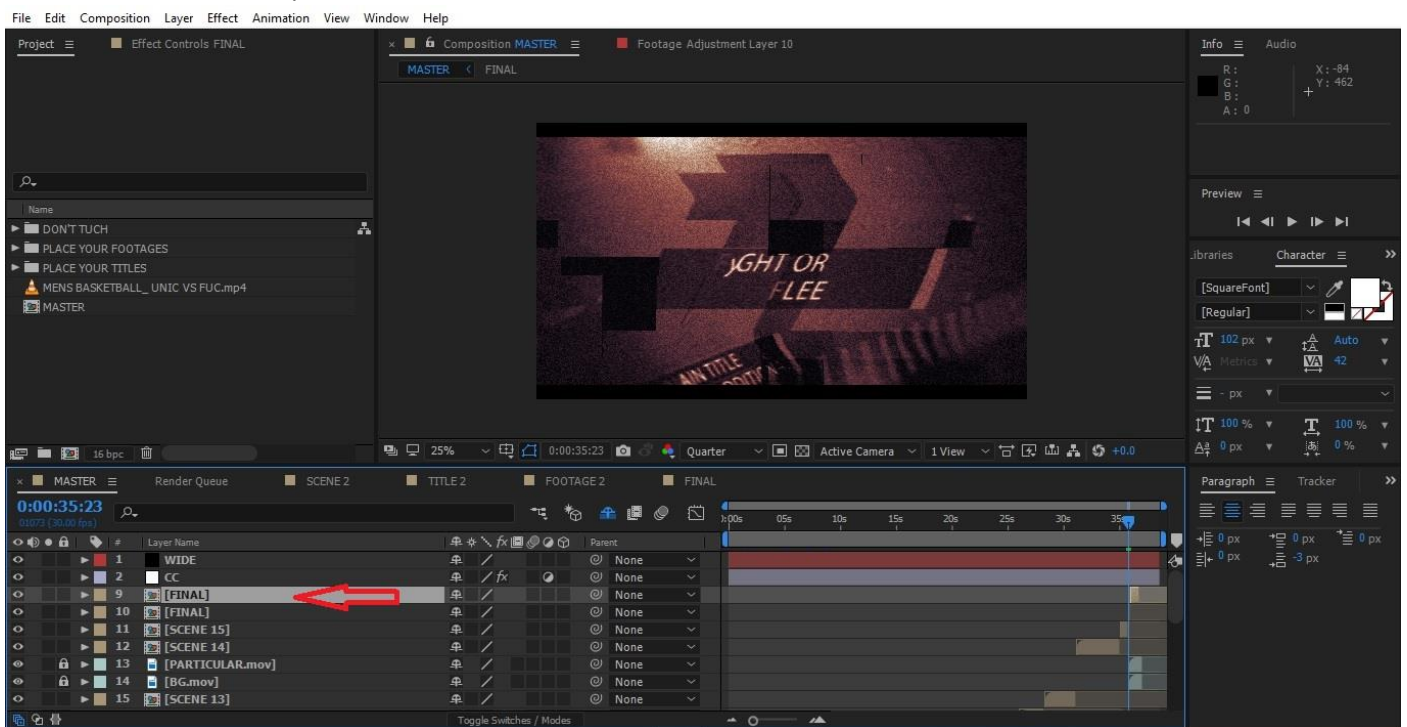 File Edit Composition Layer Effect Animation View Window Help
Project Effect Controls FINAL
Composition MASTER Footage Adjustment Layer 10
MASTER FINAL
Info Audio
R: X: -84
G: Y: 462
B:
A: 0
Name
DON'T TUCH
PLACE YOUR FOOTAGES
PLACE YOUR TITLES
MENS BASKETBALL_ UNIC VS FUC.mp4
MASTER
GHT OR
FLEE
Preview
Libraries Character
[SquareFont]
[Regular]
102 px Auto
Metrics 42
- px
100 % 100 %
0 px 0 %
16 bpc
25% 0:00:35:23 Quarter Active Camera 1 View +0.0
MASTER Render Queue SCENE 2 TITLE 2 FOOTAGE 2 FINAL
Paragraph Tracker
0:00:35:23
01073 (30.00 fps)
:00s 05s 10s 15s 20s 25s 30s 35s
# Layer Name Parent
1 WIDE None
2 CC None
9 [FINAL] None
10 [FINAL] None
11 [SCENE 15] None
12 [SCENE 14] None
13 [PARTICULAR.mov] None
14 [BG.mov] None
15 [SCENE 13] None
0 px 0 px 0 px
0 px -3 px
Toggle Switches / Modes